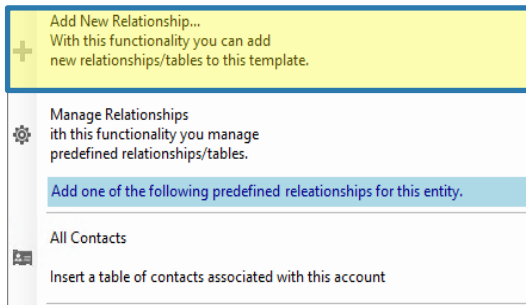 Add New Relationship...
With this functionality you can add
new relationships/tables to this template.
Manage Relationships
ith this functionality you manage
predefined relationships/tables.
Add one of the following predefined releationships for this entity.
All Contacts
Insert a table of contacts associated with this account